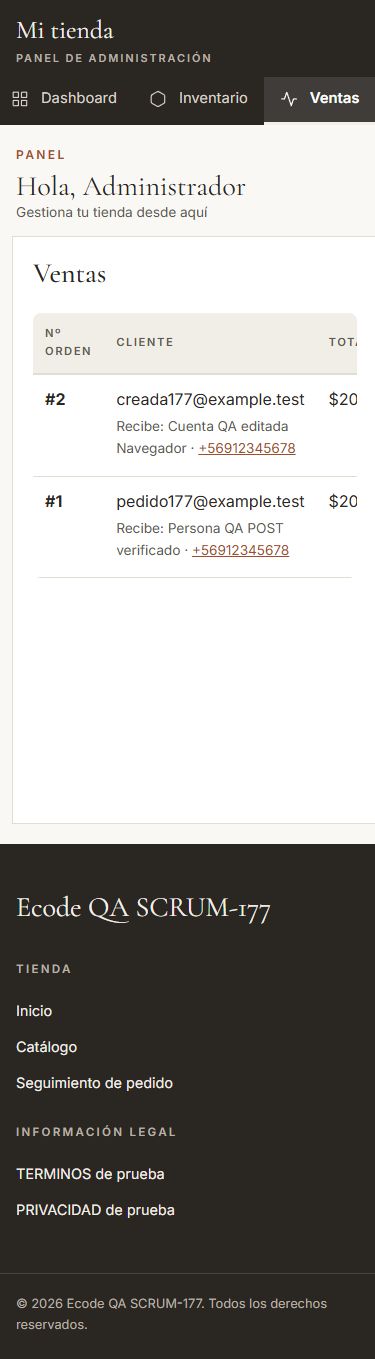 Mi tienda
PANEL DE ADMINISTRACIÓN
Dashboard
Inventario
Ventas
PANEL
Hola, Administrador
Gestiona tu tienda desde aquí
Ventas
Nº
ORDEN
CLIENTE
#2
creada177@example.test
$20
Recibe: Cuenta QA editada
Navegador · +56912345678
#1
pedido177@example.test
$20
Recibe: Persona QA POST
verificado · +56912345678
Ecode QA SCRUM-177
TIENDA
Inicio
Catálogo
Seguimiento de pedido
INFORMACIÓN LEGAL
TERMINOS de prueba
PRIVACIDAD de prueba
© 2026 Ecode QA SCRUM-177. Todos los derechos
reservados.